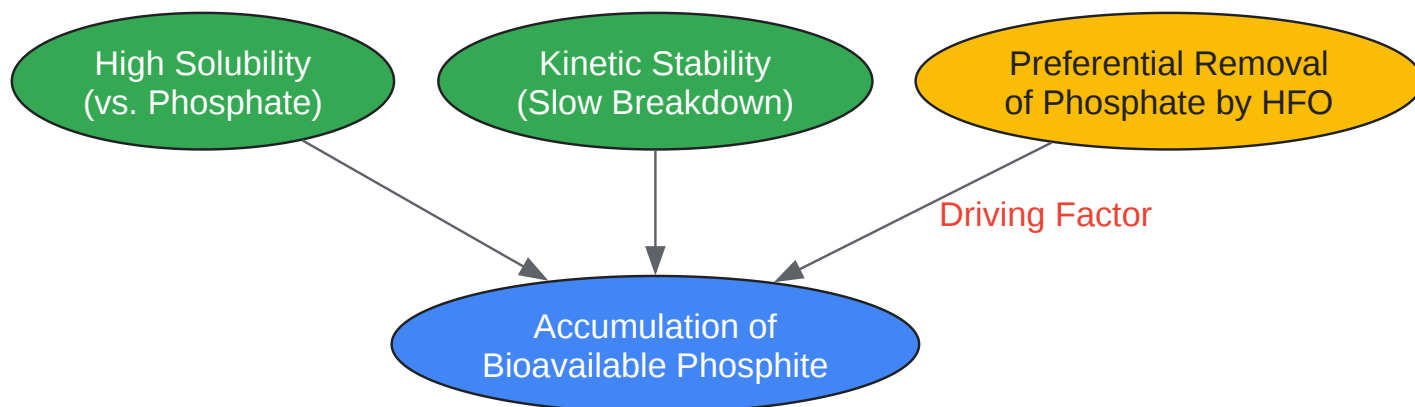 High Solubility
(vs. Phosphate)
Kinetic Stability
(Slow Breakdown)
Preferential Removal
of Phosphate by HFO
Driving Factor
Accumulation of
Bioavailable Phosphite